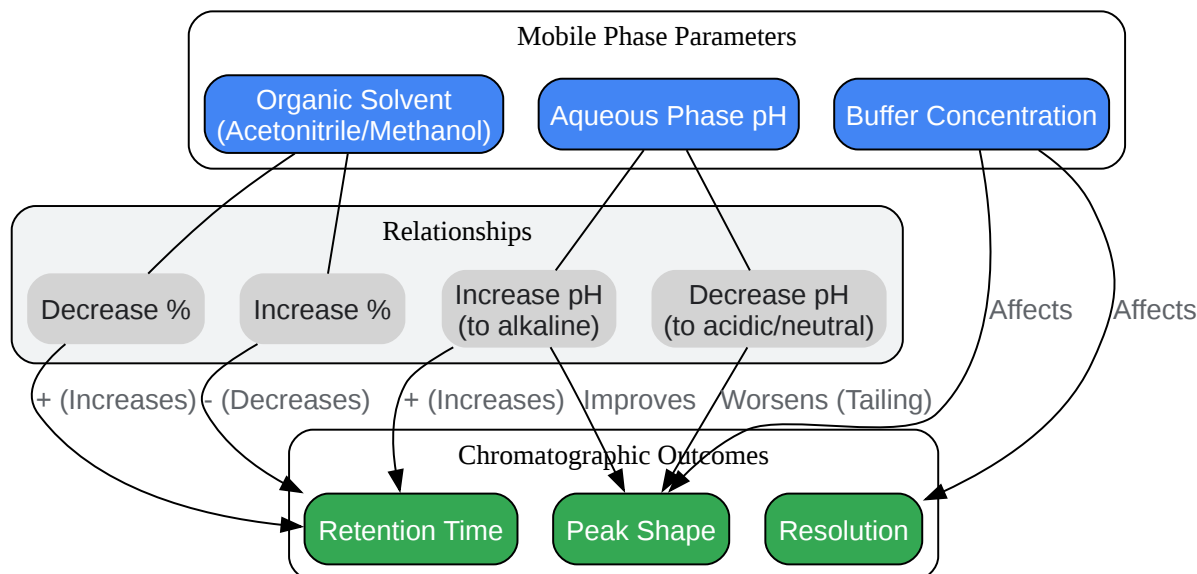 Mobile Phase Parameters
Organic Solvent
(Acetonitrile/Methanol)
Aqueous Phase pH
Buffer Concentration
Relationships
Decrease %
Increase %
Increase pH
(to alkaline)
Decrease pH
(to acidic/neutral)
Affects
Affects
+ (Increases)
- (Decreases)
+ (Increases)
Improves
Worsens (Tailing)
Chromatographic Outcomes
Retention Time
Peak Shape
Resolution